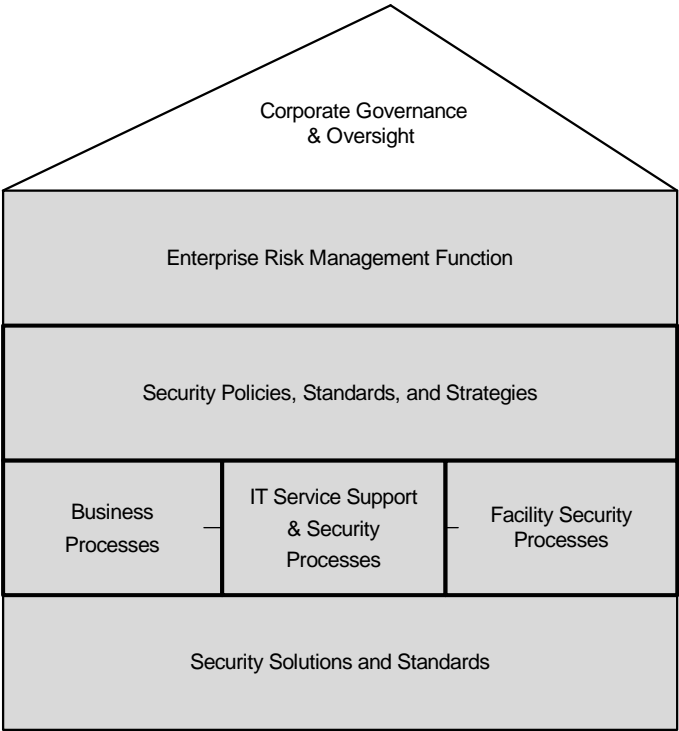 Corporate Governance
& Oversight
Enterprise Risk Management Function
Security Policies, Standards, and Strategies
Business
Processes
IT Service Support
& Security
Processes
Facility Security
Processes
Security Solutions and Standards